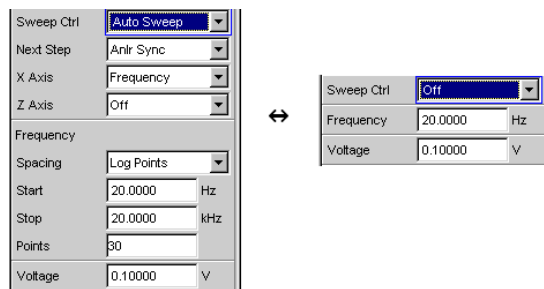 Sweep Ctrl Auto Sweep
Next Step Anlr Sync
X Axis Frequency
Z Axis Off
Frequency
Spacing Log Points
Start 20.0000 Hz
Stop 20.0000 kHz
Points 30
Voltage 0.10000 V
↔
Sweep Ctrl Off
Frequency 20.0000 Hz
Voltage 0.10000 V